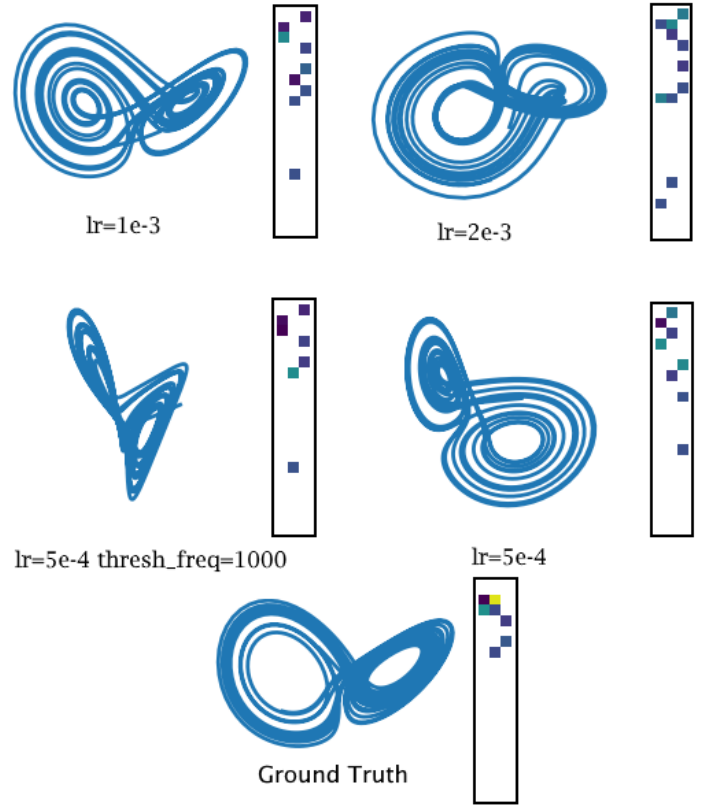 lr=1e-3
lr=2e-3
lr=5e-4 thresh_freq=1000
lr=5e-4
Ground Truth